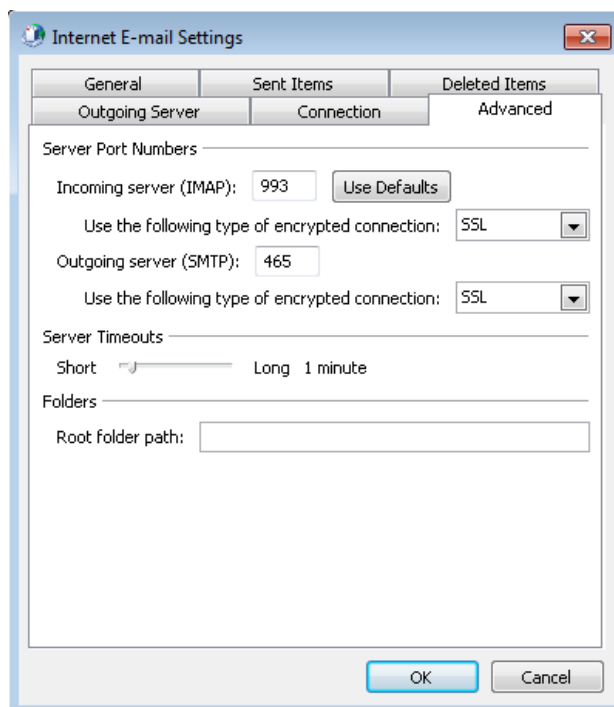 Internet E-mail Settings
General Sent Items Deleted Items
Outgoing Server Connection Advanced
Server Port Numbers
Incoming server (IMAP): 993 Use Defaults
Use the following type of encrypted connection: SSL
Outgoing server (SMTP): 465
Use the following type of encrypted connection: SSL
Server Timeouts
Short Long 1 minute
Folders
Root folder path:
OK Cancel